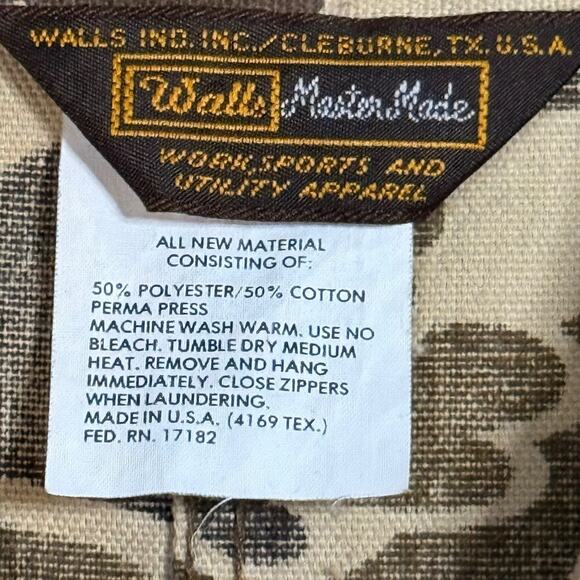 WALLS IND. INC./CLEBURNE, TX. U.S.A.
Walls MasterMade
WORK, SPORTS AND
UTILITY APPAREL
ALL NEW MATERIAL
CONSISTING OF:
50% POLYESTER/50% COTTON
PERMA PRESS
MACHINE WASH WARM. USE NO
BLEACH. TUMBLE DRY MEDIUM
HEAT. REMOVE AND HANG
IMMEDIATELY. CLOSE ZIPPERS
WHEN LAUNDERING.
MADE IN U.S.A. (4169 TEX.)
FED. RN. 17182